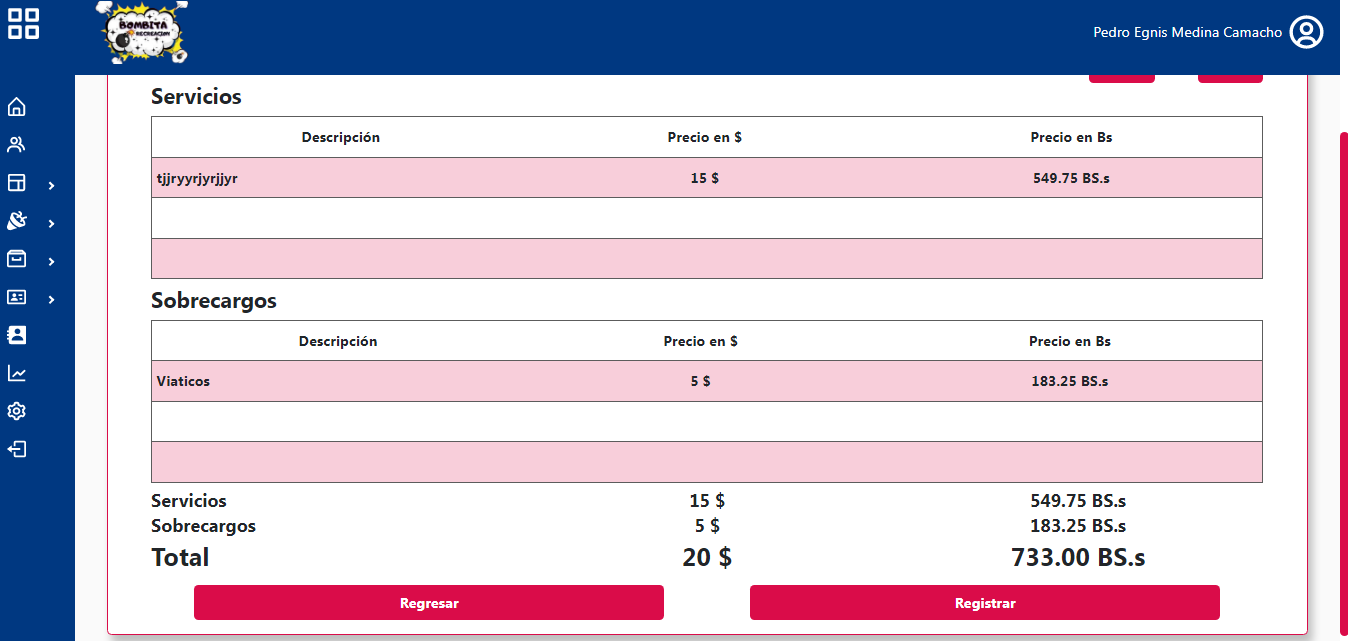 BOMBITA
RECREACION
Pedro Egnis Medina Camacho
Servicios
Descripción Precio en $ Precio en Bs
tjjryyrjyrjjyr 15 $ 549.75 BS.s
Sobrecargos
Descripción Precio en $ Precio en Bs
Viaticos 5 $ 183.25 BS.s
Servicios 15 $ 549.75 BS.s
Sobrecargos 5 $ 183.25 BS.s
Total 20 $ 733.00 BS.s
Regresar Registrar